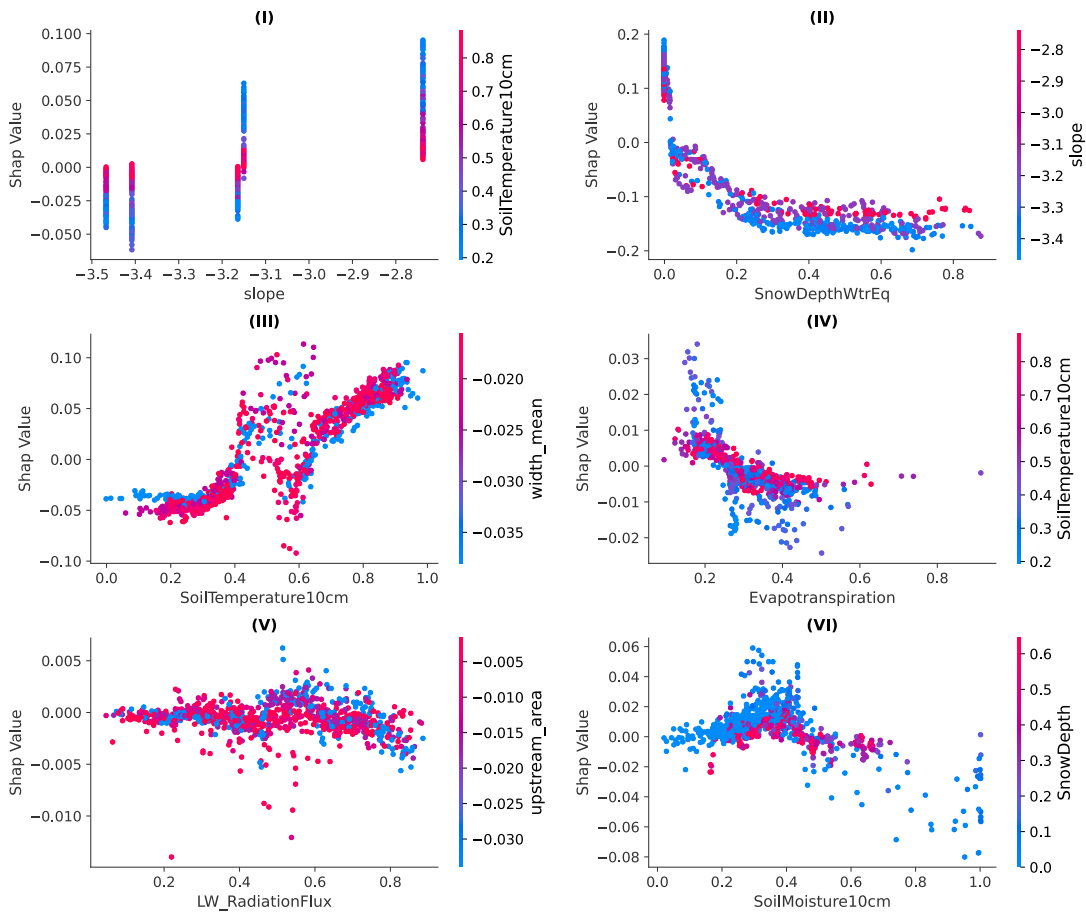 (I)
0.100
0.075
0.050
0.025
0.000
−0.025
−0.050
Shap Value
−3.5 −3.4 −3.3 −3.2 −3.1 −3.0 −2.9 −2.8
slope
0.8
0.7
0.6
0.5
0.4
0.3
0.2
SoilTemperature10cm
(II)
0.2
0.1
0.0
−0.1
−0.2
Shap Value
0.0 0.2 0.4 0.6 0.8
SnowDepthWtrEq
−2.8
−2.9
−3.0
−3.1
−3.2
−3.3
−3.4
slope
(III)
0.10
0.05
0.00
−0.05
−0.10
Shap Value
0.0 0.2 0.4 0.6 0.8 1.0
SoilTemperature10cm
−0.020
−0.025
−0.030
−0.035
width_mean
(IV)
0.03
0.02
0.01
0.00
−0.01
−0.02
Shap Value
0.2 0.4 0.6 0.8
Evapotranspiration
0.8
0.7
0.6
0.5
0.4
0.3
0.2
SoilTemperature10cm
(V)
0.005
0.000
−0.005
−0.010
Shap Value
0.0 0.2 0.4 0.6 0.8
LW_RadiationFlux
−0.005
−0.010
−0.015
−0.020
−0.025
−0.030
upstream_area
(VI)
0.06
0.04
0.02
0.00
−0.02
−0.04
−0.06
−0.08
Shap Value
0.0 0.2 0.4 0.6 0.8 1.0
SoilMoisture10cm
0.6
0.5
0.4
0.3
0.2
0.1
0.0
SnowDepth